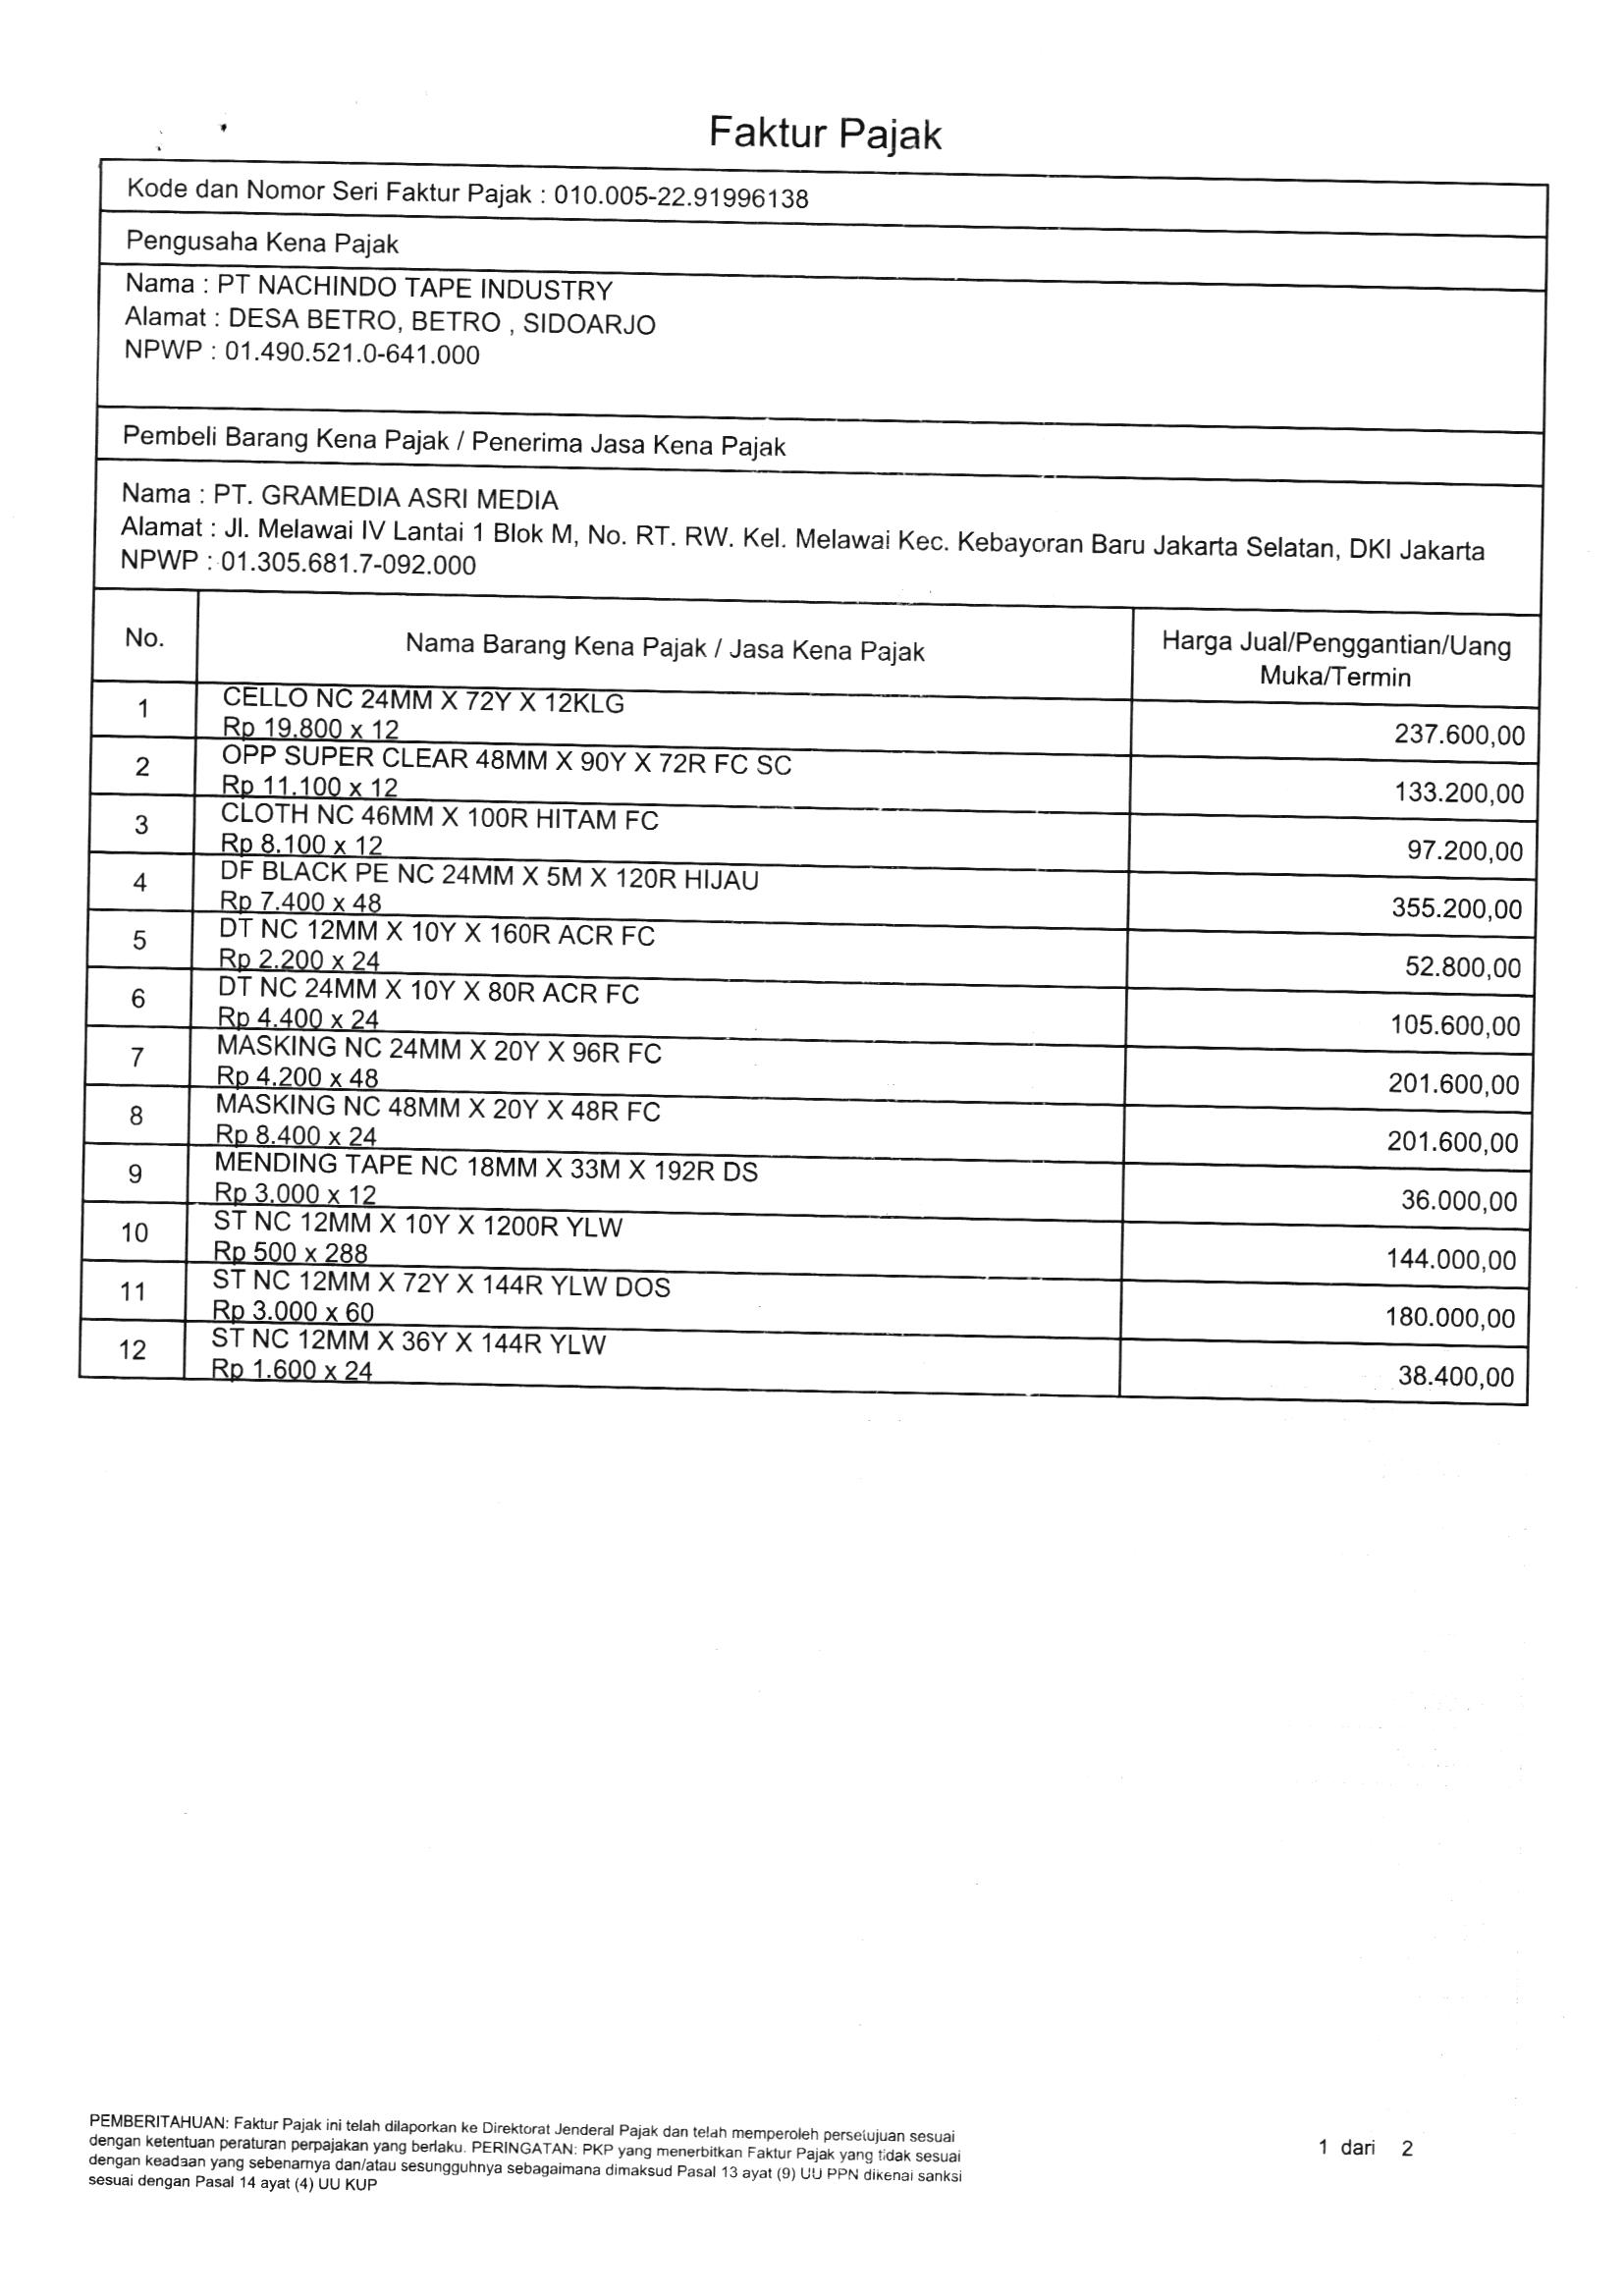 Faktur Pajak
Kode dan Nomor Seri Faktur Pajak : 010.005-22.91996138
Pengusaha Kena Pajak
Nama : PT NACHINDO TAPE INDUSTRY
Alamat : DESA BETRO, BETRO , SIDOARJO
NPWP : 01.490.521.0-641.000
Pembeli Barang Kena Pajak / Penerima Jasa Kena Pajak
Nama : PT. GRAMEDIA ASRI MEDIA
Alamat : Jl. Melawai IV Lantai 1 Blok M, No. RT. RW. Kel. Melawai Kec. Kebayoran Baru Jakarta Selatan, DKI Jakarta
NPWP : 01.305.681.7-092.000
No. Nama Barang Kena Pajak / Jasa Kena Pajak Harga Jual/Penggantian/Uang
Muka/Termin
1 CELLO NC 24MM X 72Y X 12KLG
Rp 19.800 x 12 237.600,00
2 OPP SUPER CLEAR 48MM X 90Y X 72R FC SC
Rp 11.100 x 12 133.200,00
3 CLOTH NC 46MM X 100R HITAM FC
Rp 8.100 x 12 97.200,00
4 DF BLACK PE NC 24MM X 5M X 120R HIJAU
Rp 7.400 x 48 355.200,00
5 DT NC 12MM X 10Y X 160R ACR FC
Rp 2.200 x 24 52.800,00
6 DT NC 24MM X 10Y X 80R ACR FC
Rp 4.400 x 24 105.600,00
7 MASKING NC 24MM X 20Y X 96R FC
Rp 4.200 x 48 201.600,00
8 MASKING NC 48MM X 20Y X 48R FC
Rp 8.400 x 24 201.600,00
9 MENDING TAPE NC 18MM X 33M X 192R DS
Rp 3.000 x 12 36.000,00
10 ST NC 12MM X 10Y X 1200R YLW
Rp 500 x 288 144.000,00
11 ST NC 12MM X 72Y X 144R YLW DOS
Rp 3.000 x 60 180.000,00
12 ST NC 12MM X 36Y X 144R YLW
Rp 1.600 x 24 38.400,00
PEMBERITAHUAN: Faktur Pajak ini telah dilaporkan ke Direktorat Jenderal Pajak dan telah memperoleh persetujuan sesuai
dengan ketentuan peraturan perpajakan yang berlaku. PERINGATAN: PKP yang menerbitkan Faktur Pajak yang tidak sesuai
dengan keadaan yang sebenarnya dan/atau sesungguhnya sebagaimana dimaksud Pasal 13 ayat (9) UU PPN dikenai sanksi
sesuai dengan Pasal 14 ayat (4) UU KUP
1 dari 2